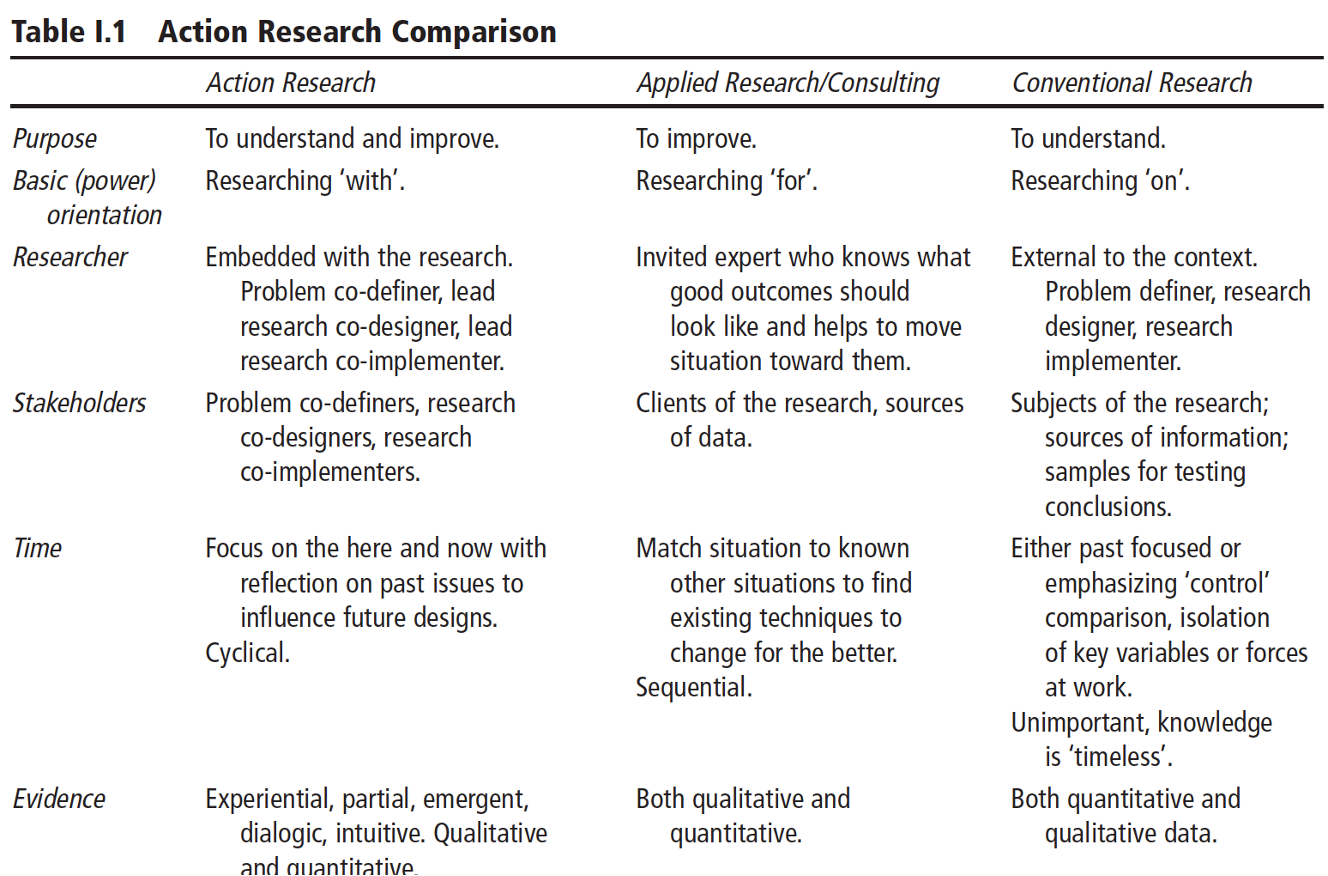 Table I.1 Action Research Comparison
Action Research Applied Research/Consulting Conventional Research
Purpose To understand and improve. To improve. To understand.
Basic (power) Researching ‘with’. Researching ‘for’. Researching ‘on’.
orientation
Researcher Embedded with the research. Invited expert who knows what External to the context.
Problem co-definer, lead good outcomes should Problem definer, research
research co-designer, lead look like and helps to move designer, research
research co-implementer. situation toward them. implementer.
Stakeholders Problem co-definers, research Clients of the research, sources Subjects of the research;
co-designers, research of data. sources of information;
co-implementers. samples for testing
conclusions.
Time Focus on the here and now with Match situation to known Either past focused or
reflection on past issues to other situations to find emphasizing ‘control’
influence future designs. existing techniques to comparison, isolation
Cyclical. change for the better. of key variables or forces
Sequential. at work.
Unimportant, knowledge
is ‘timeless’.
Evidence Experiential, partial, emergent, Both qualitative and Both quantitative and
dialogic, intuitive. Qualitative quantitative. qualitative data.
and quantitative.